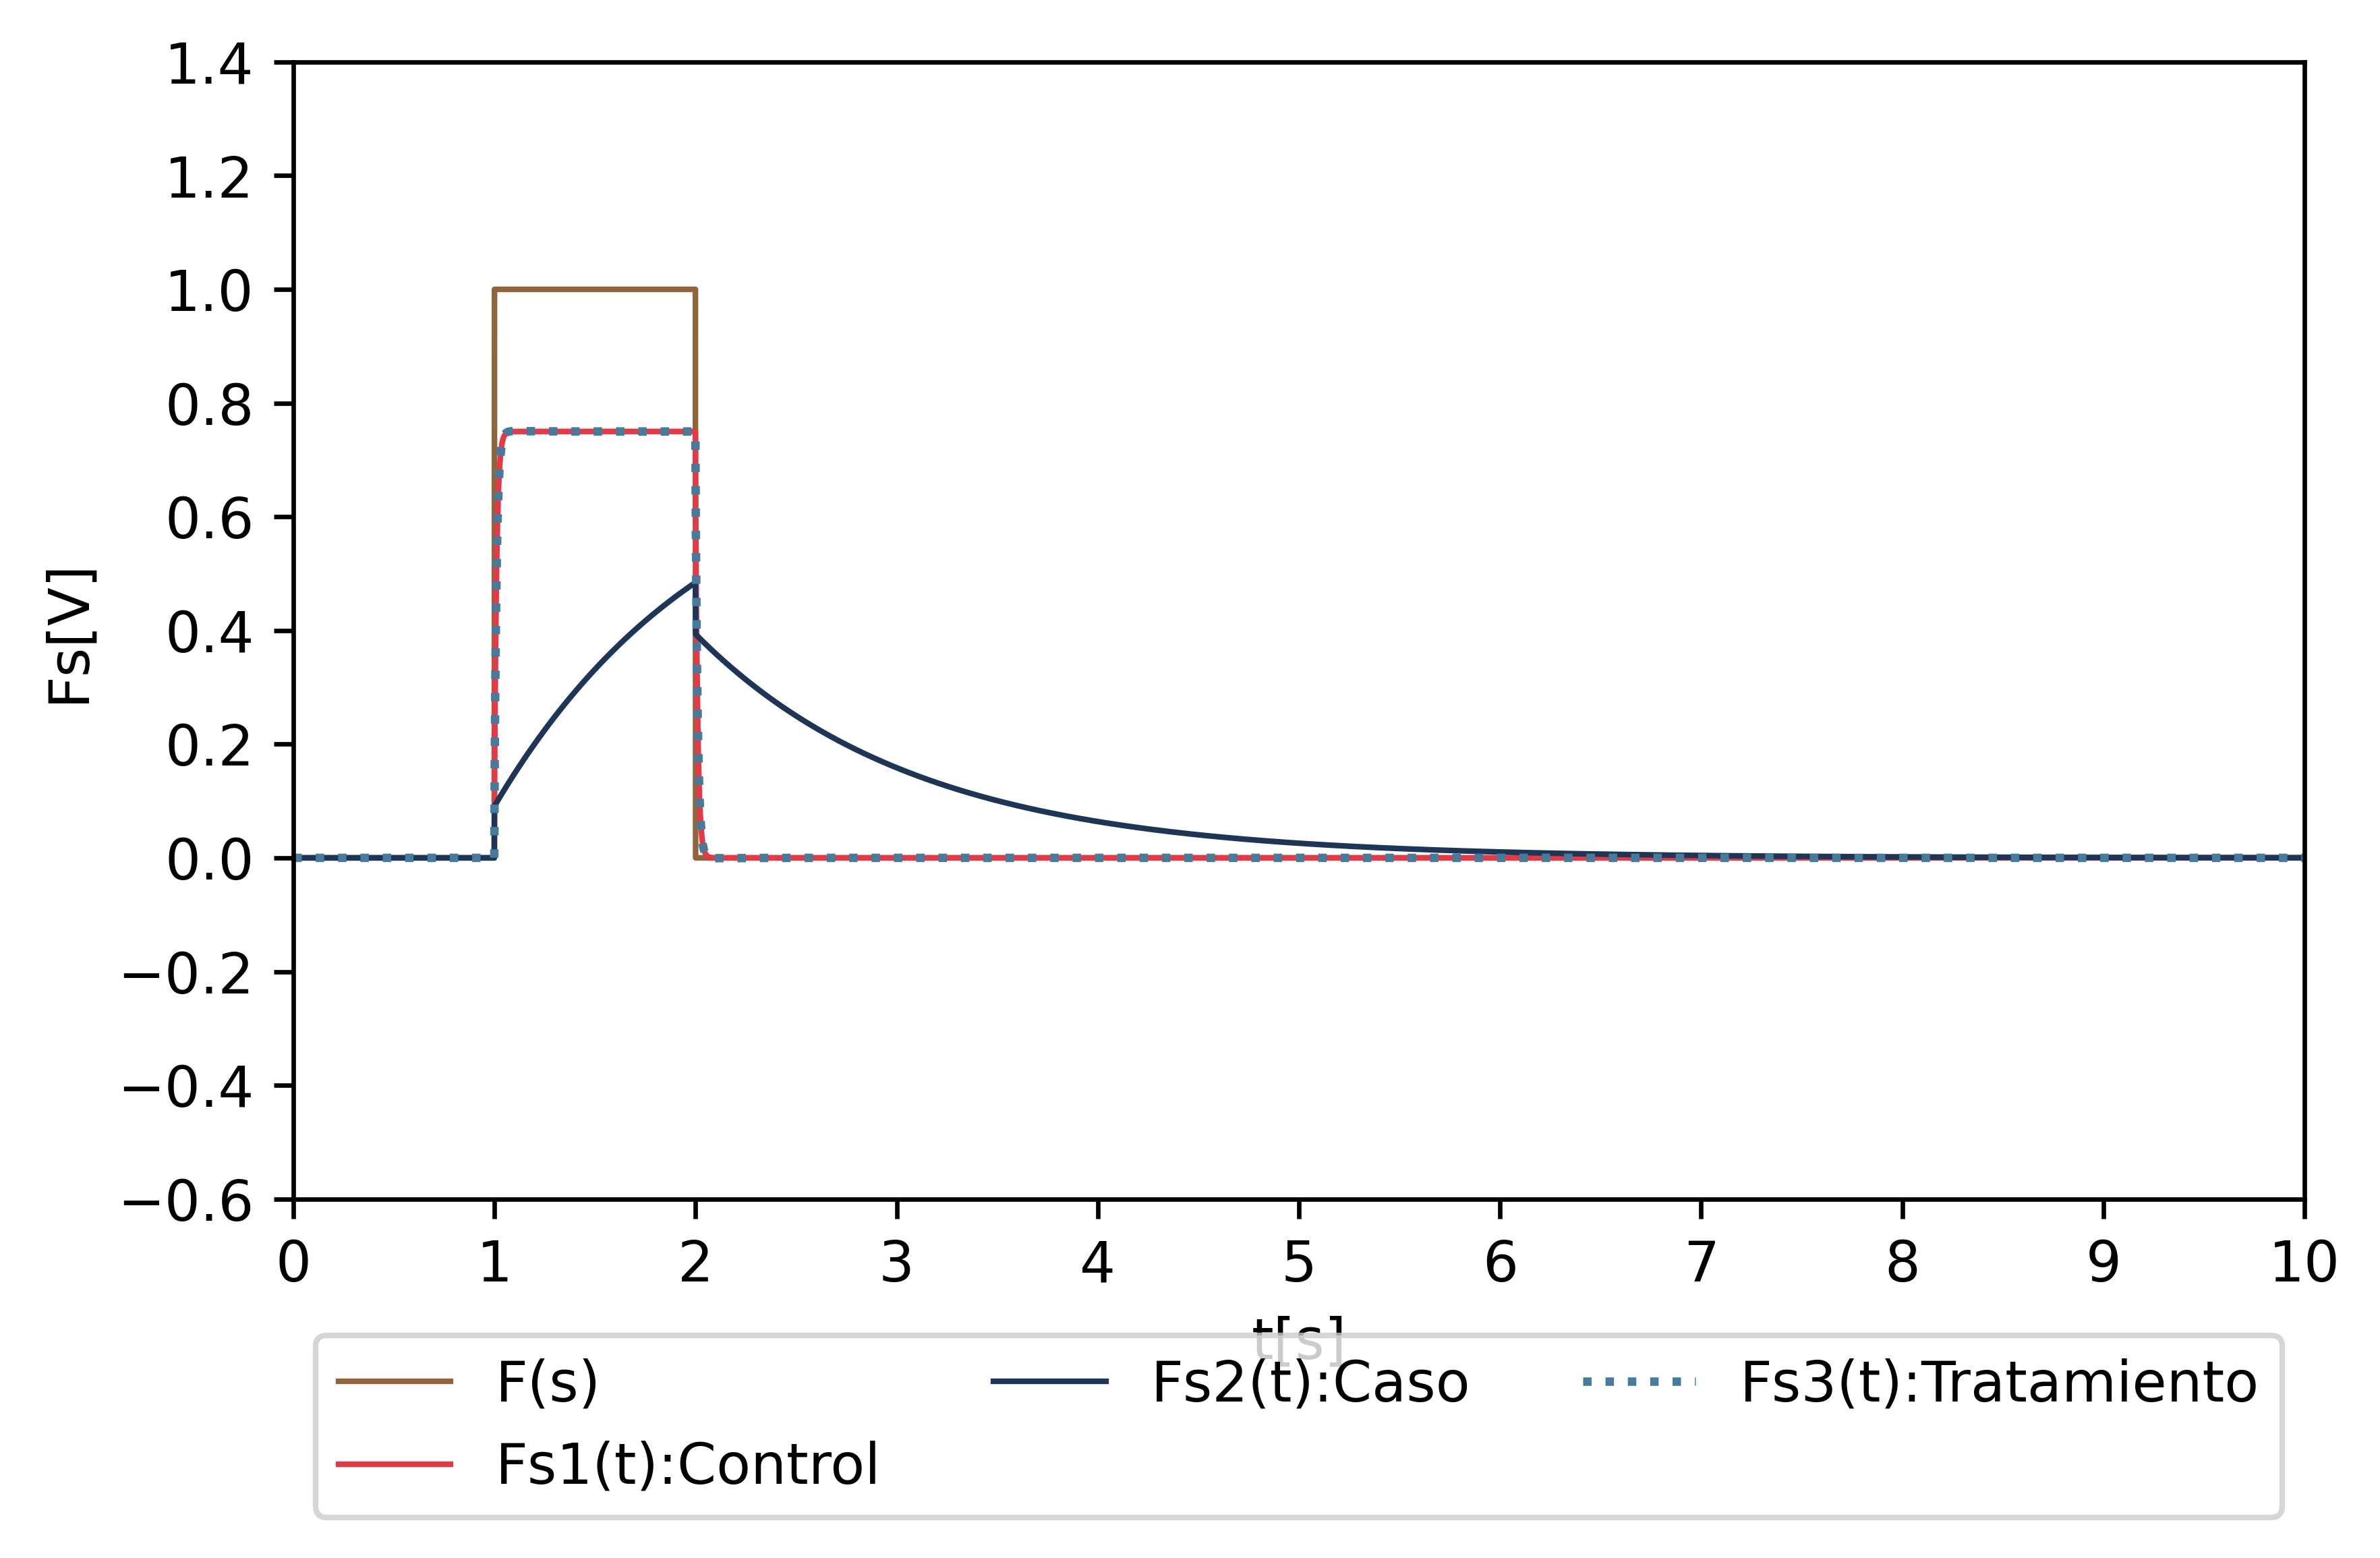 1.4
1.2
1.0
0.8
0.6
0.4
0.2
0.0
−0.2
−0.4
−0.6
Fs[V]
0 1 2 3 4 5 6 7 8 9 10
t[s]
F(s) Fs2(t):Caso Fs3(t):Tratamiento
Fs1(t):Control